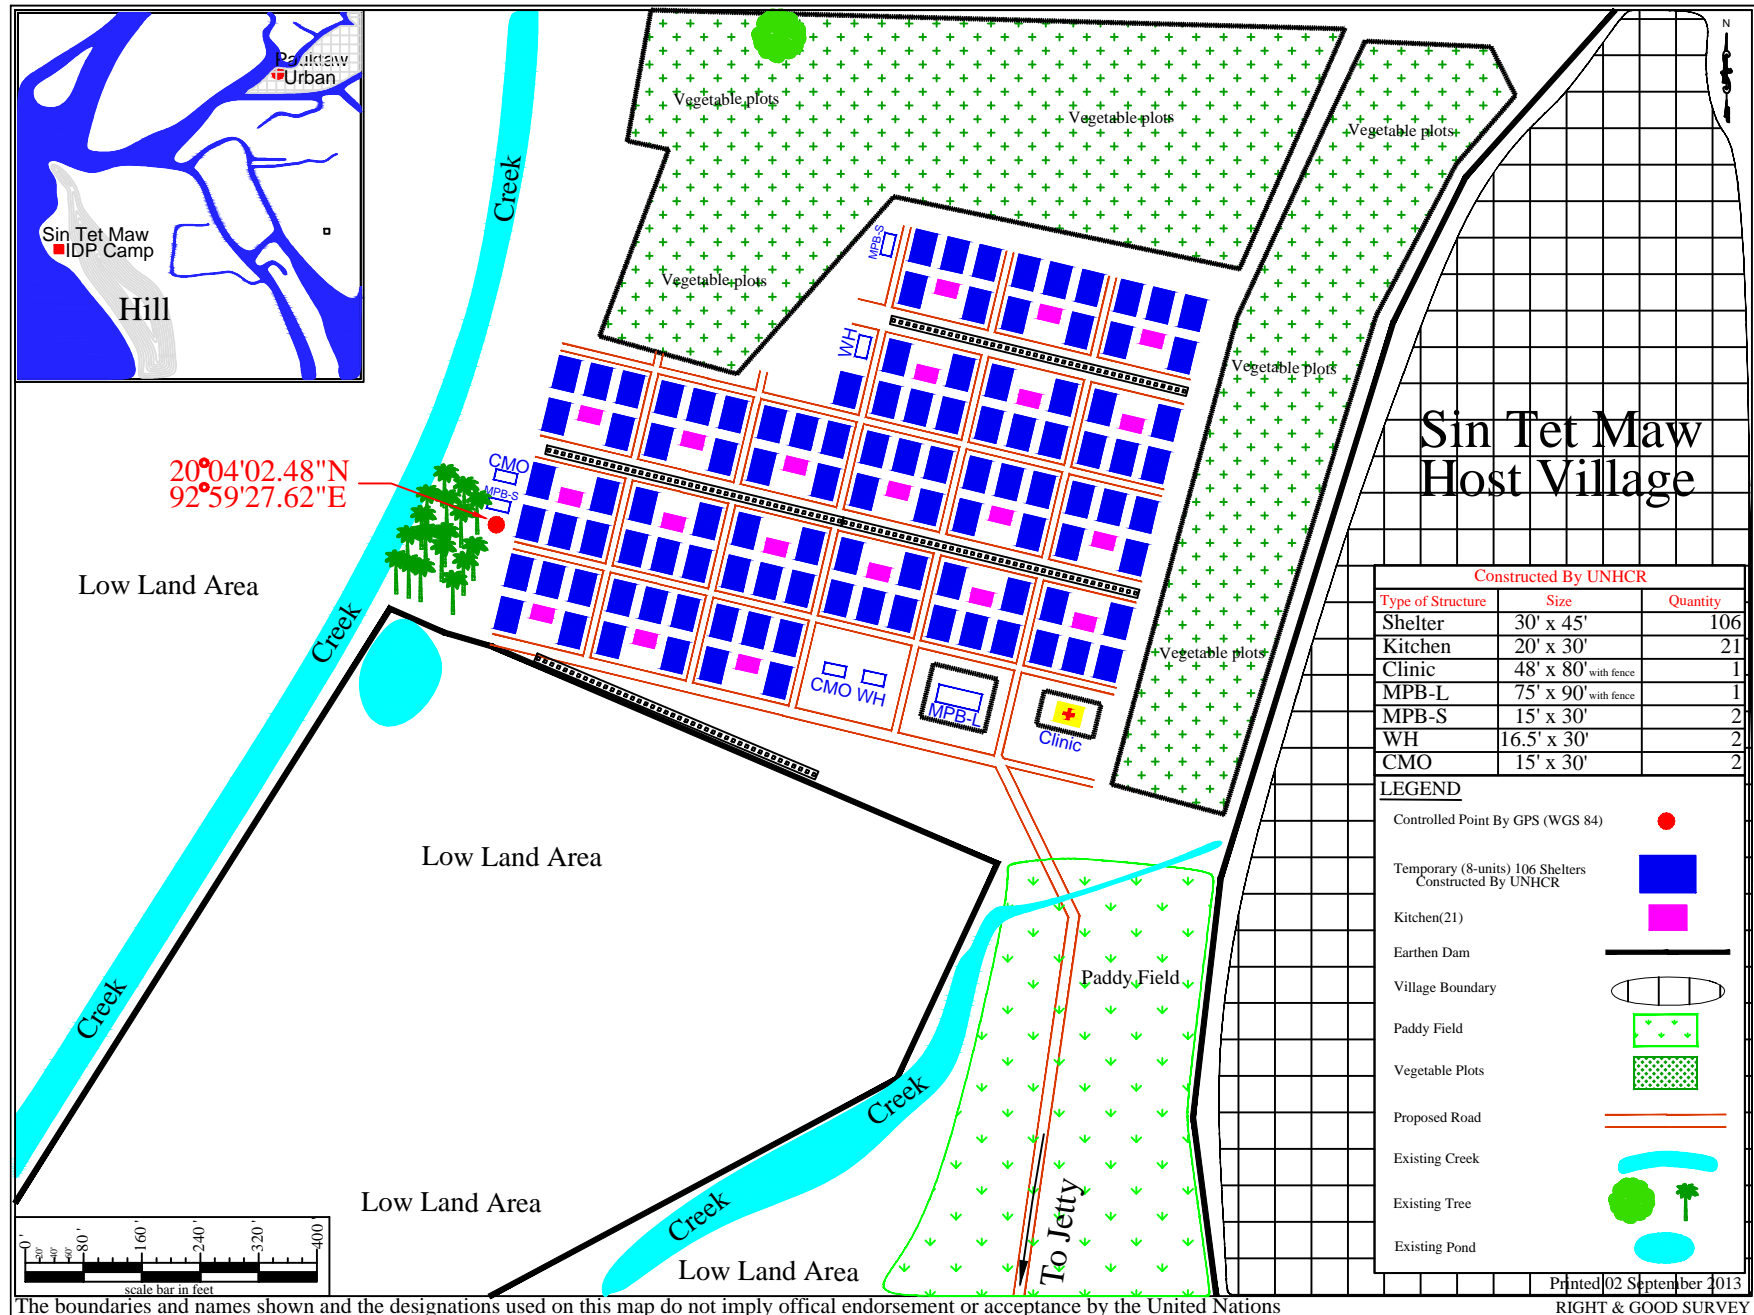 Pauktaw
Urban
Sin Tet Maw
IDP Camp
Hill
N
Creek
Vegetable plots
Vegetable plots
Vegetable plots
Vegetable plots
MPB-S
WH
Vegetable plots
Sin Tet Maw
Host Village
20°04'02.48"N
92°59'27.62"E
CMO
MPB-S
Low Land Area
Creek
Vegetable plots
CMO WH
MPB-L
Clinic
Constructed By UNHCR
Type of Structure Size Quantity
Shelter 30' x 45' 106
Kitchen 20' x 30' 21
Clinic 48' x 80' with fence 1
MPB-L 75' x 90' with fence 1
MPB-S 15' x 30' 2
WH 16.5' x 30' 2
CMO 15' x 30' 2
LEGEND
Controlled Point By GPS (WGS 84)
Temporary (8-units) 106 Shelters
Constructed By UNHCR
Kitchen(21)
Earthen Dam
Village Boundary
Paddy Field
Vegetable Plots
Proposed Road
Existing Creek
Existing Tree
Existing Pond
Low Land Area
Paddy Field
Creek
Creek
Low Land Area
Creek
Low Land Area
To Jetty
0' 20' 40' 60' 80' 160' 240' 320' 400'
scale bar in feet
Printed 02 September 2013
The boundaries and names shown and the designations used on this map do not imply offical endorsement or acceptance by the United Nations
RIGHT & GOOD SURVEY